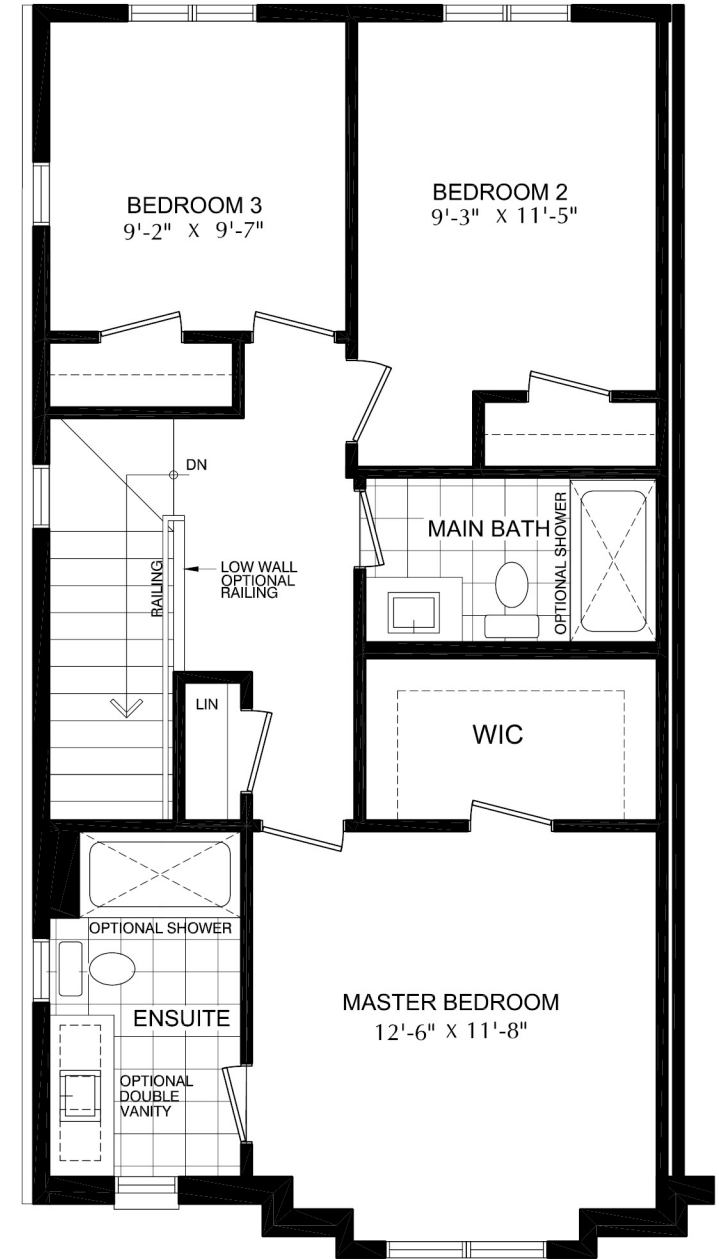 BEDROOM 3
9'-2" X 9'-7"
BEDROOM 2
9'-3" X 11'-5"
DN
RAILING
LOW WALL
OPTIONAL
RAILING
MAIN BATH
OPTIONAL SHOWER
LIN
WIC
OPTIONAL SHOWER
ENSUITE
OPTIONAL
DOUBLE
VANITY
MASTER BEDROOM
12'-6" X 11'-8"